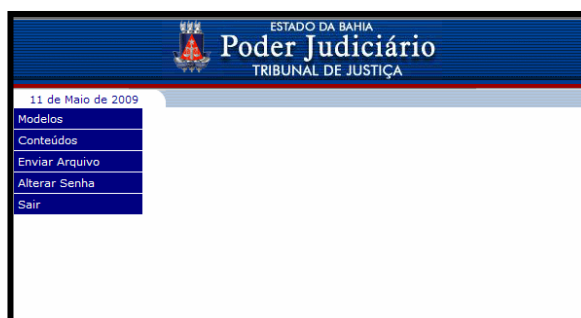 ESTADO DA BAHIA
Poder Judiciário
TRIBUNAL DE JUSTIÇA
11 de Maio de 2009
Modelos
Conteúdos
Enviar Arquivo
Alterar Senha
Sair